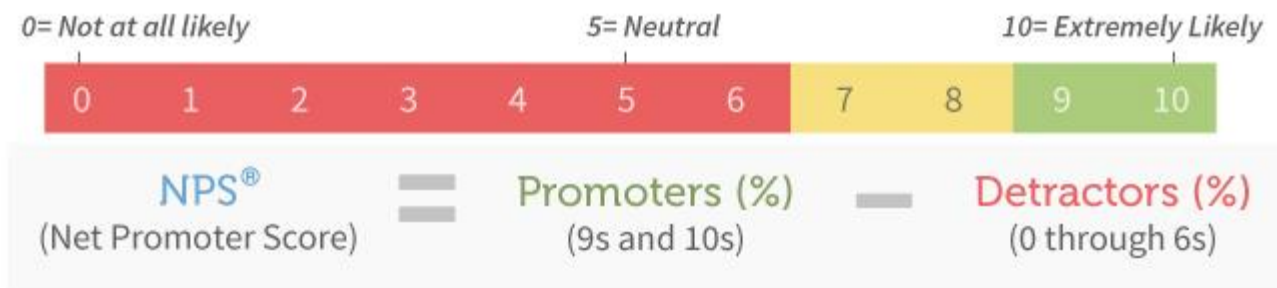 0= Not at all likely 5= Neutral 10= Extremely Likely
0 1 2 3 4 5 6 7 8 9 10
NPS® = Promoters (%) − Detractors (%)
(Net Promoter Score) (9s and 10s) (0 through 6s)